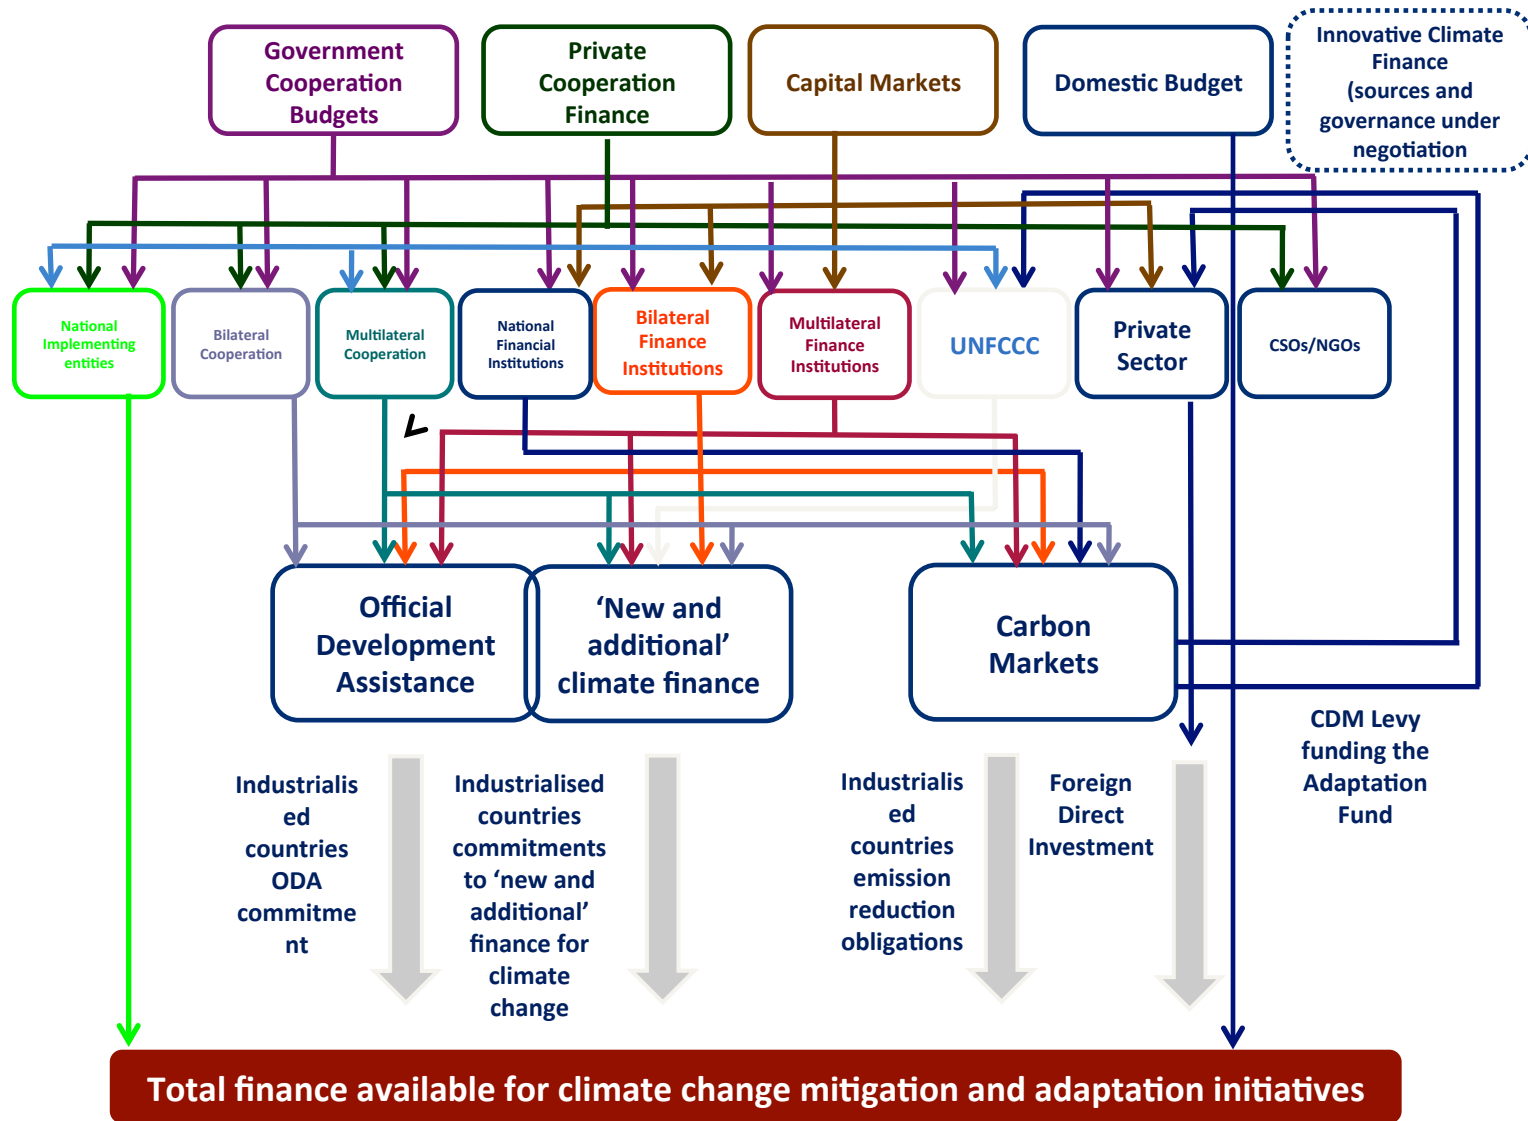 Government
Cooperation
Budgets
Private
Cooperation
Finance
Capital Markets
Domestic Budget
Innovative Climate
Finance
(sources and
governance under
negotiation
National
Implementing
entities
Bilateral
Cooperation
Multilateral
Cooperation
National
Financial
Institutions
Bilateral
Finance
Institutions
Multilateral
Finance
Institutions
UNFCCC
Private
Sector
CSOs/NGOs
Official
Development
Assistance
‘New and
additional’
climate finance
Carbon
Markets
Industrialis
ed
countries
ODA
commitme
nt
Industrialised
countries
commitments
to ‘new and
additional’
finance for
climate
change
Industrialis
ed
countries
emission
reduction
obligations
Foreign
Direct
Investment
CDM Levy
funding the
Adaptation
Fund
Total finance available for climate change mitigation and adaptation initiatives